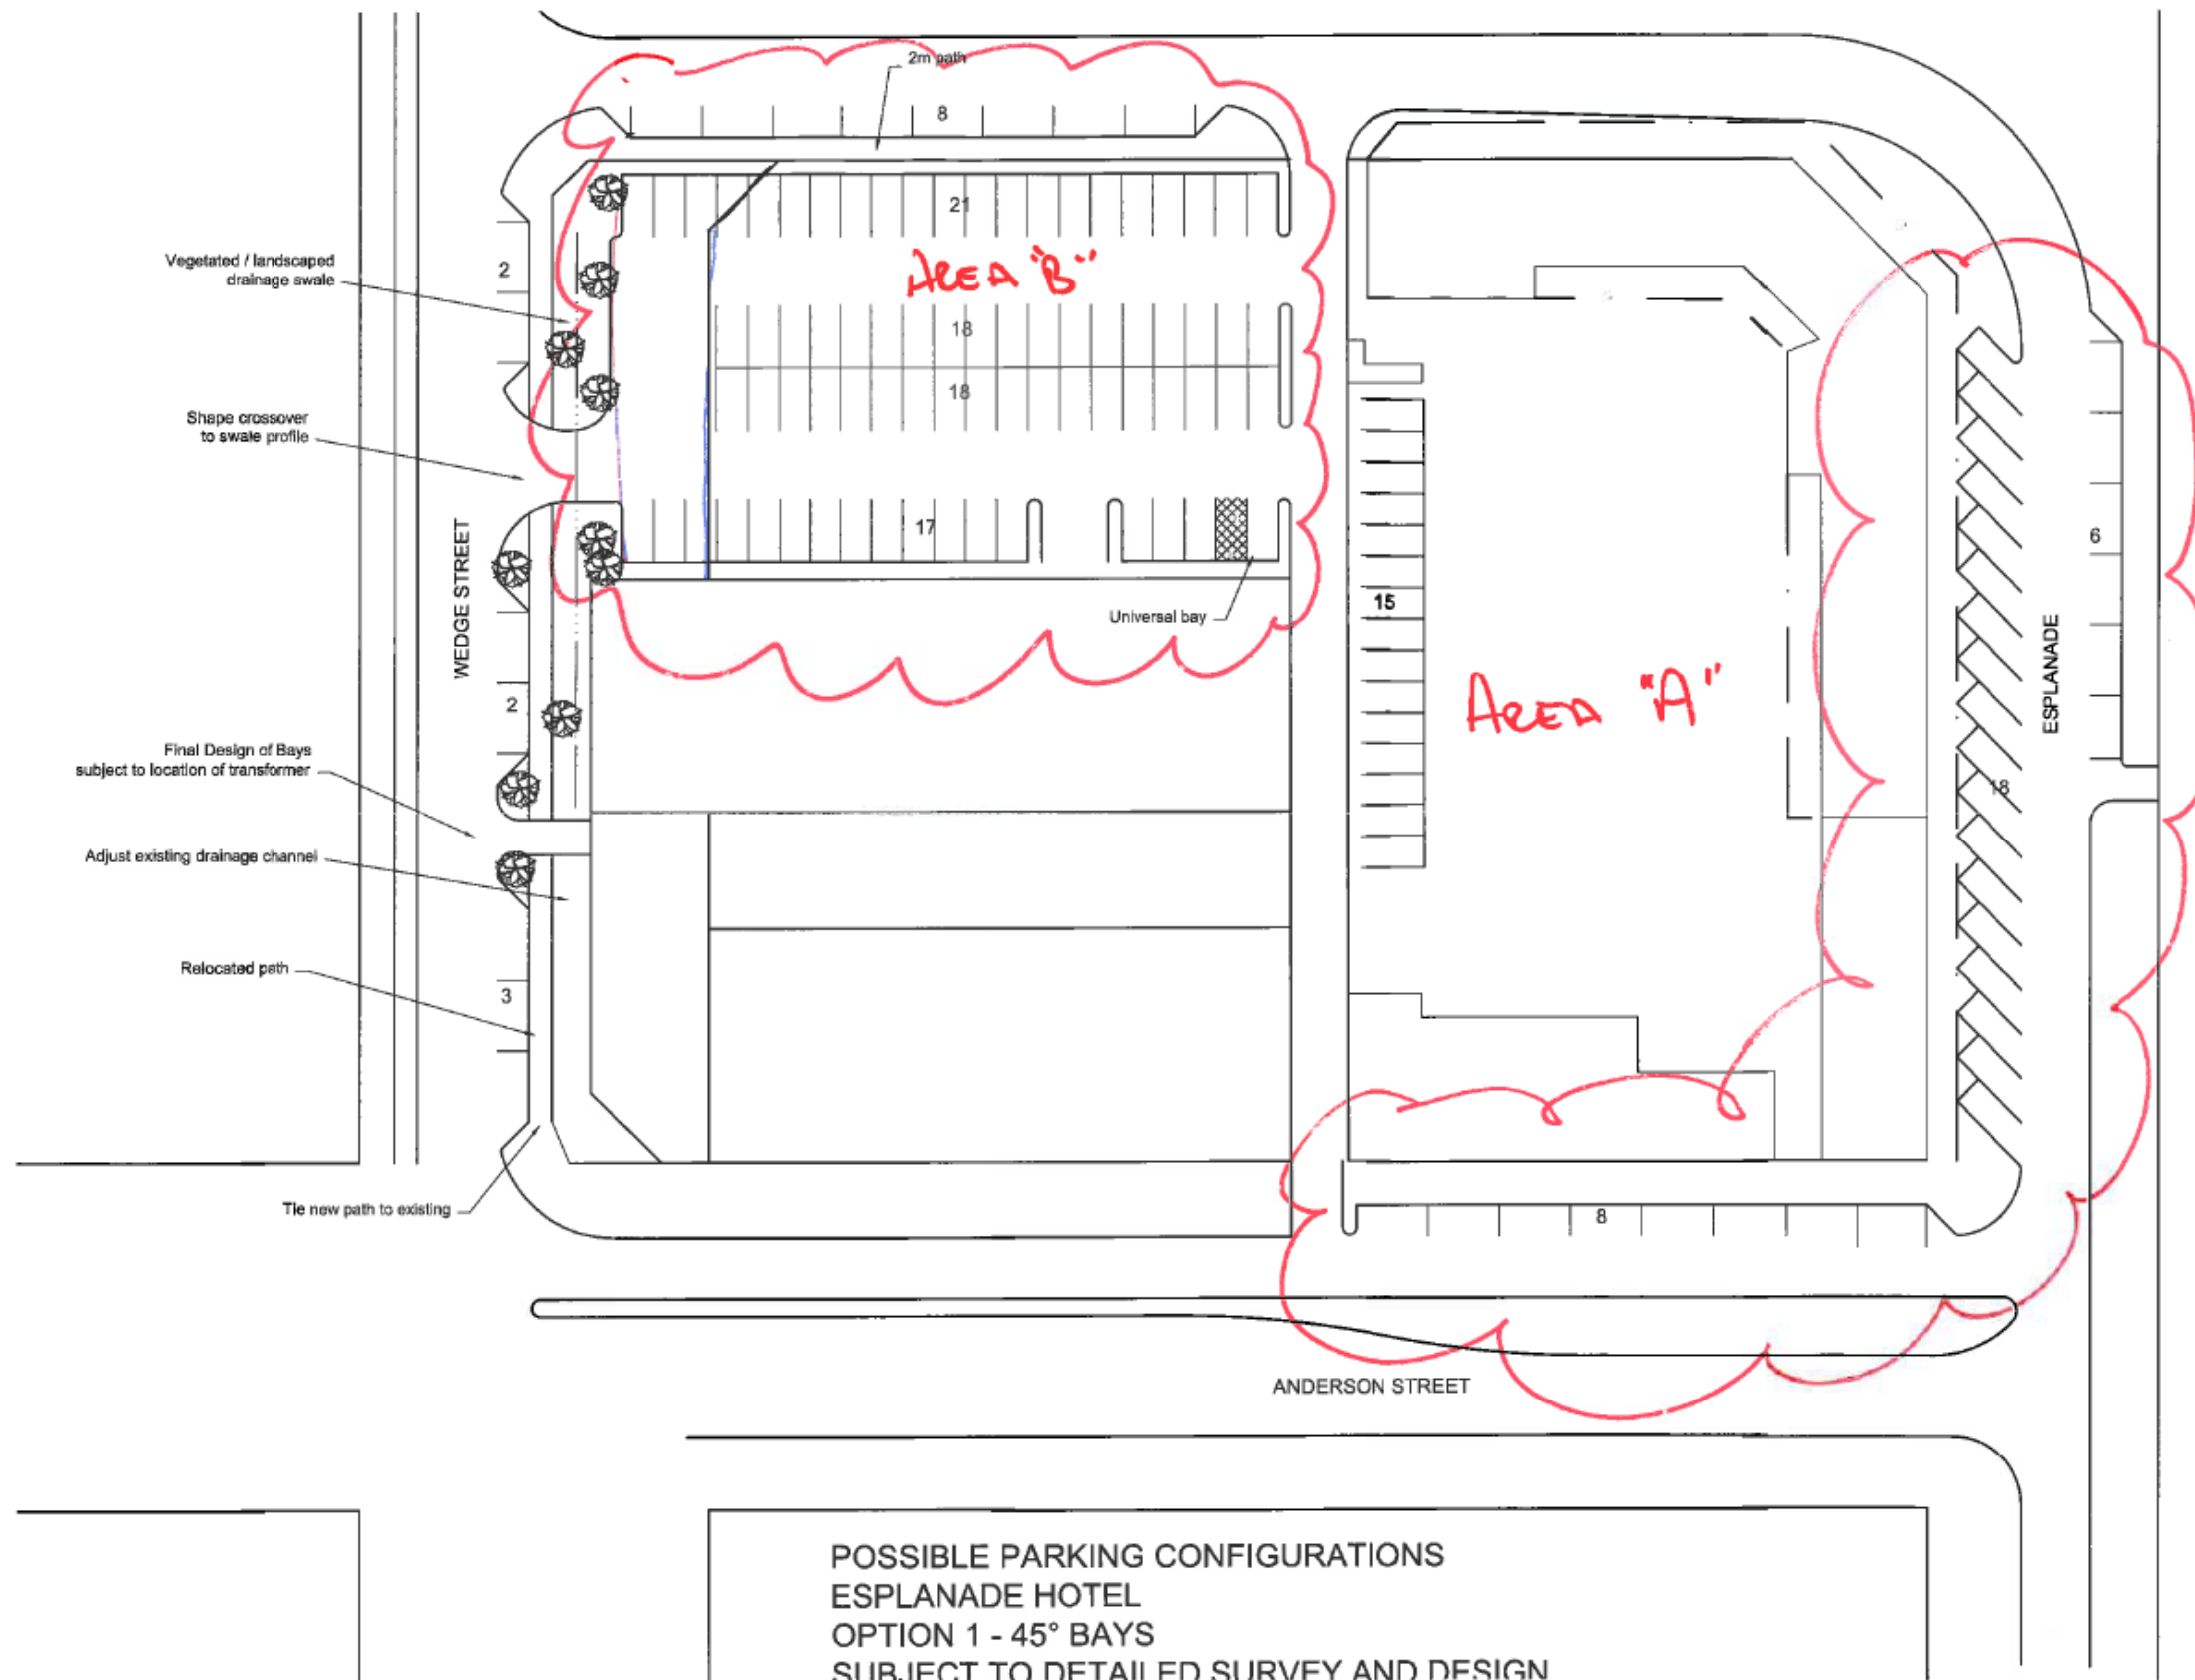 2m path
8
21
AREA "B"
Vegetated / landscaped
drainage swale
2
18
18
Shape crossover
to swale profile
17
6
WEDGE STREET
15
Universal bay
ESPLANADE
AREA "A"
2
Final Design of Bays
subject to location of transformer
18
Adjust existing drainage channel
Relocated path
3
Tie new path to existing
8
ANDERSON STREET
POSSIBLE PARKING CONFIGURATIONS
ESPLANADE HOTEL
OPTION 1 - 45° BAYS
SUBJECT TO DETAILED SURVEY AND DESIGN